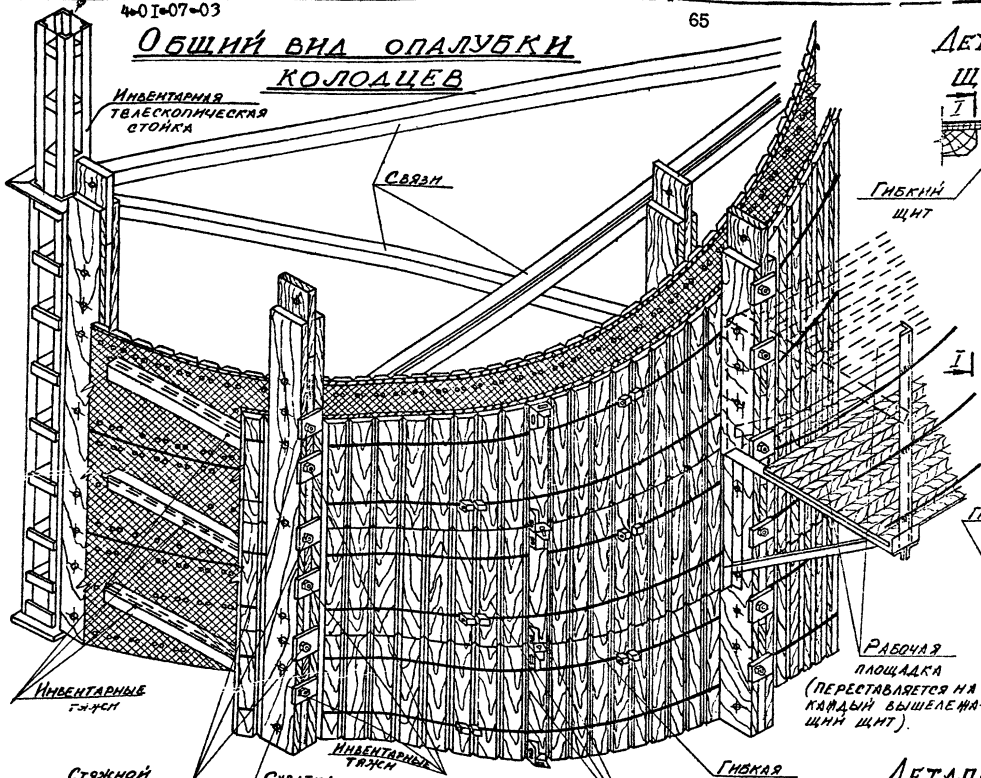 4-01-07-03
65
ОБЩИЙ ВИД ОПАЛУБКИ
КОЛОДЦЕВ
ИНВЕНТАРНАЯ
ТЕЛЕСКОПИЧЕСКАЯ
СТОЙКА
СВЯЗИ
I
ГИБКИЙ
ЩИТ
I
РАБОЧАЯ
ПЛОЩАДКА
(ПЕРЕСТАВЛЯЕТСЯ НА
КАЖДЫЙ ВЫШЕЛЕЖА-
ЩИЙ ЩИТ).
ИНВЕНТАРНЫЕ
ТЯЖИ
ИНВЕНТАРНЫЕ
ТЯЖИ
СТЯЖНОЙ
ГИБКАЯ